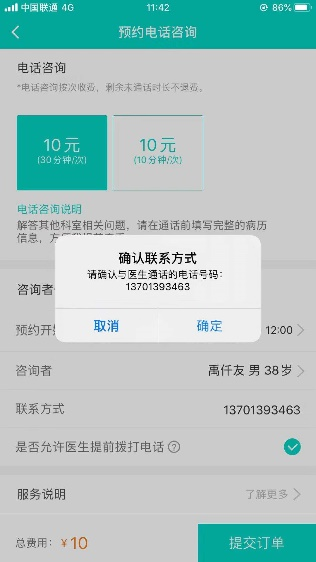 中国联通 4G 11:42 86%
预约电话咨询
电话咨询
*电话咨询按次收费，剩余未通话时长不退费。
10元 10元
(30分钟/次) (10分钟/次)
电话咨询说明
解答其他科室相关问题，请在通话前填写完整的病历
信息，方
确认联系方式
请确认与医生通话的电话号码：
13701393463
取消 确定
咨询者
预约开始 12:00
咨询者 禹仟友 男 38岁
联系方式 13701393463
是否允许医生提前拨打电话
服务说明 了解更多
总费用：¥10 提交订单